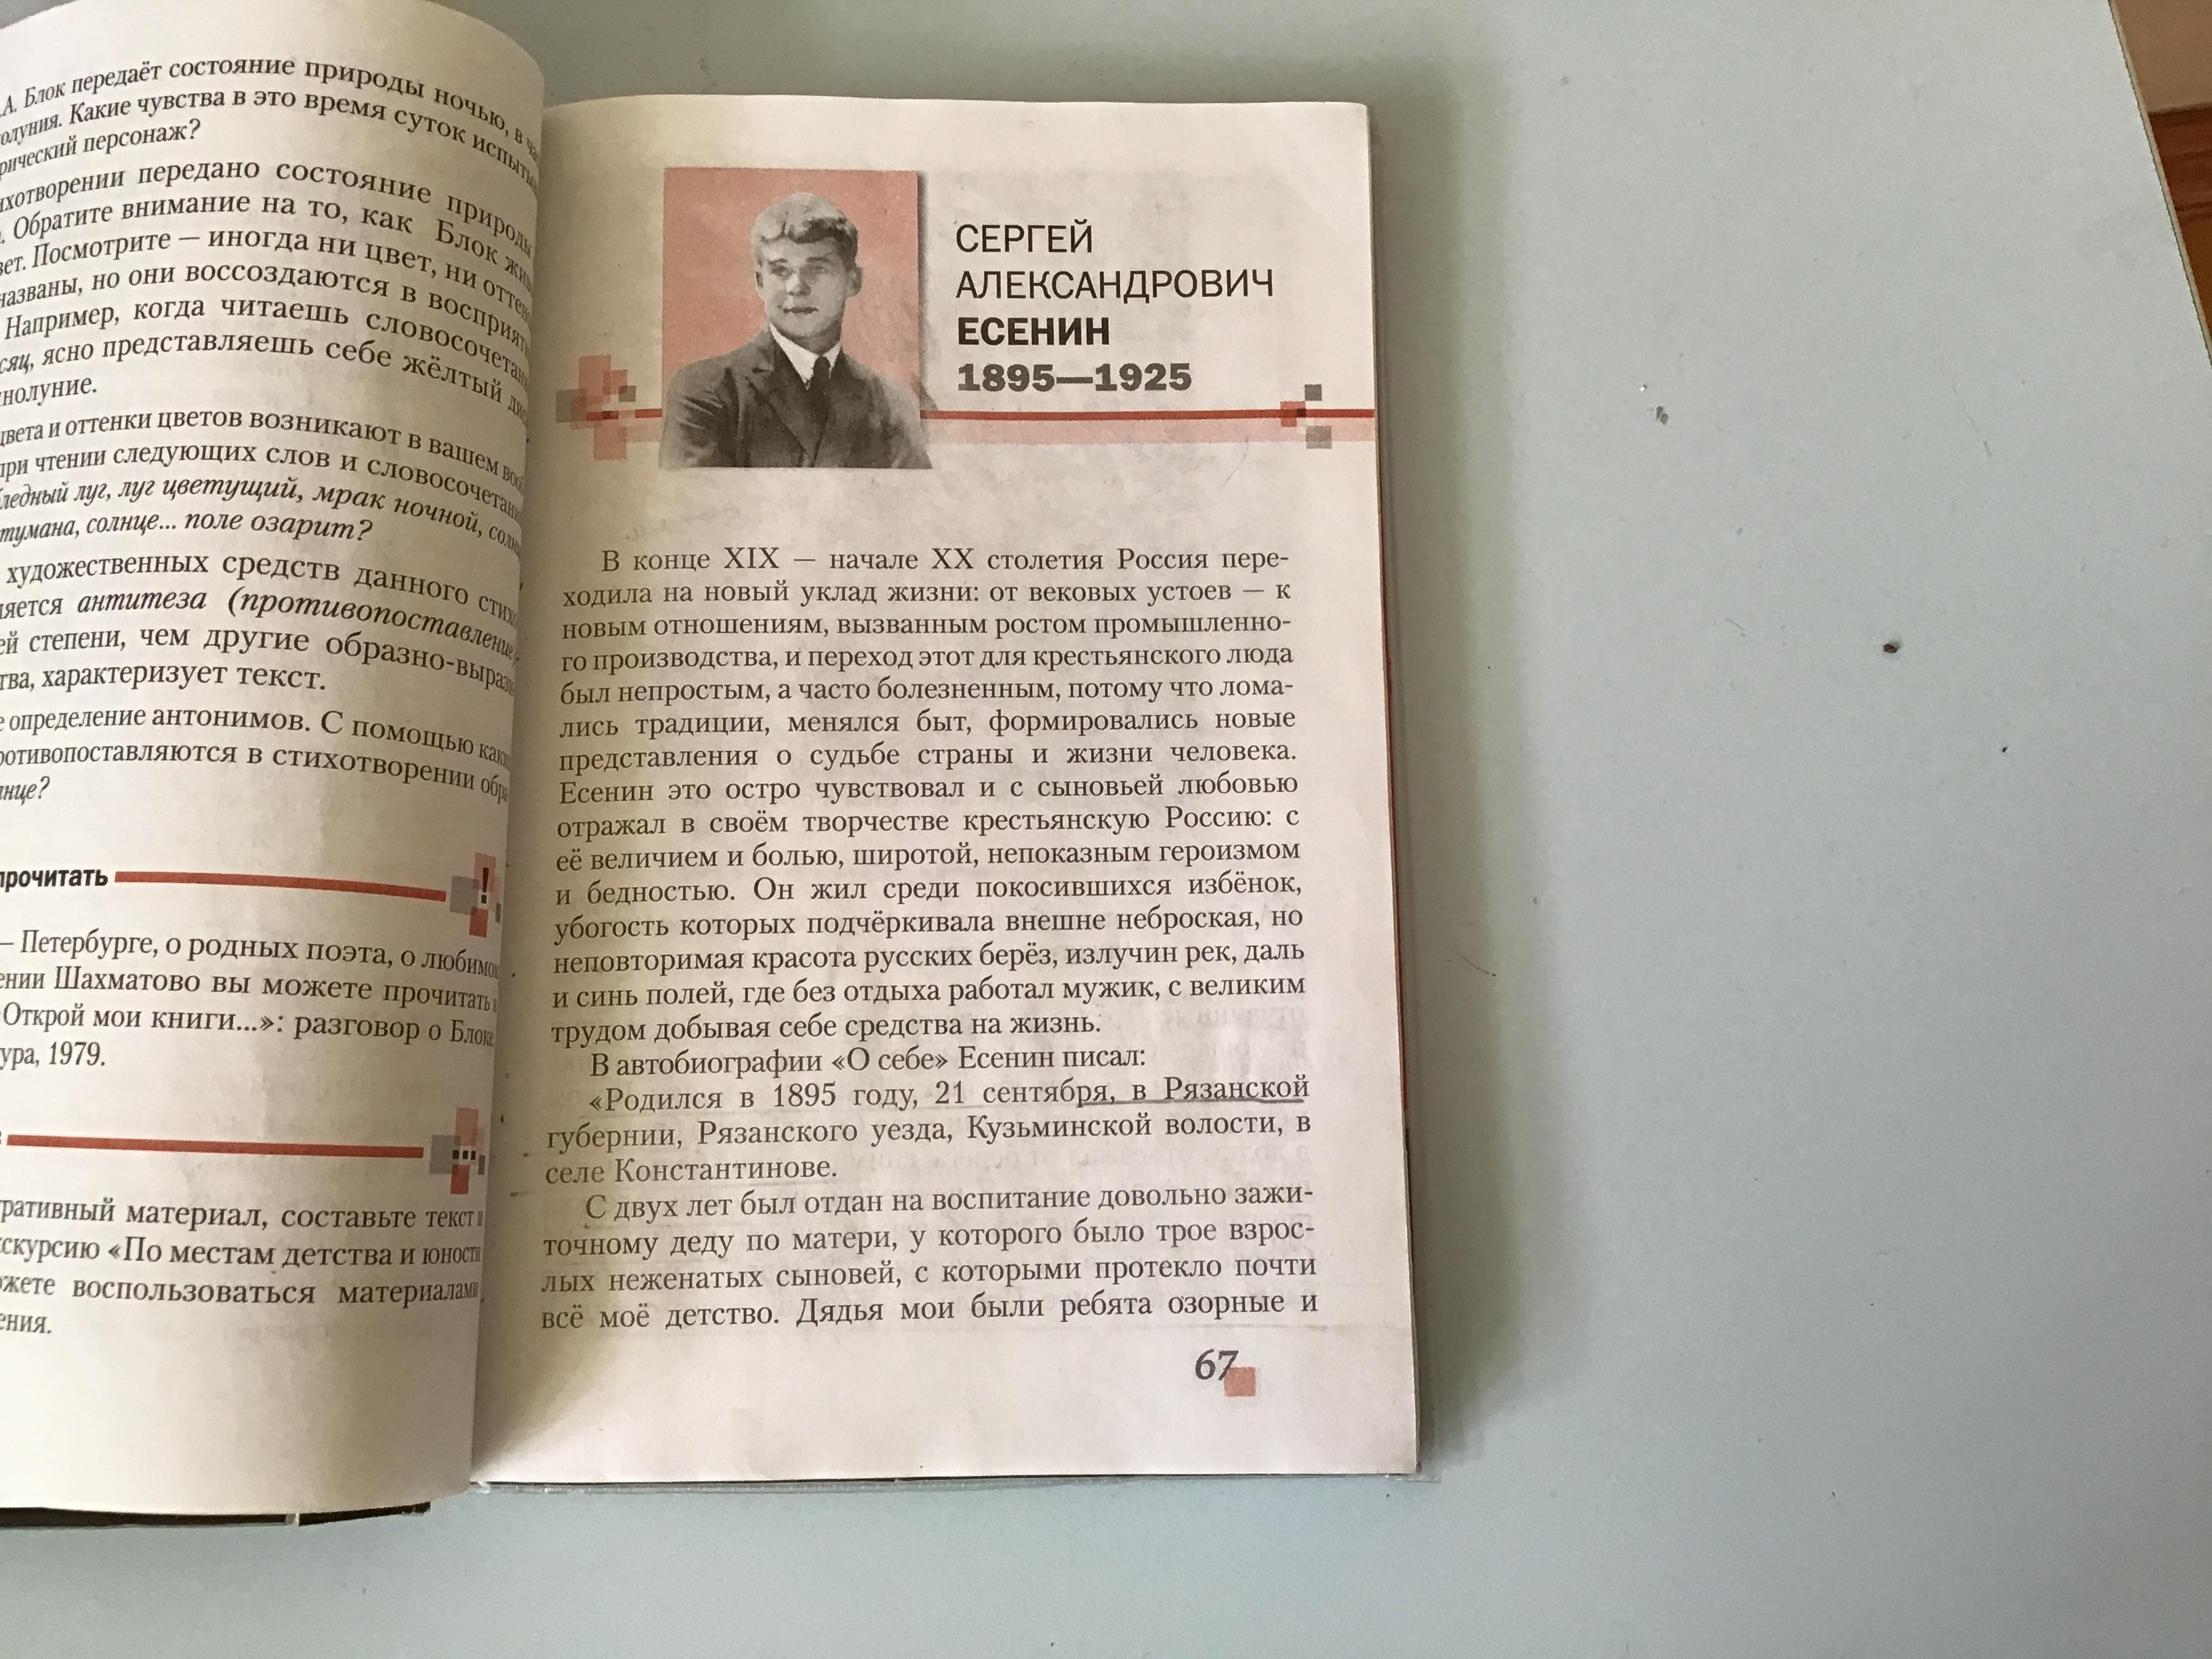 А. Блок передаёт состояние природы ночью, в
Какие чувства в это время суток
персонаж?
передано состояние природы
Обратите внимание на то, как Блок
Посмотрите — иногда ни цвет, ни
названы, но они воссоздаются в
Например, когда читаешь
ясно представляешь себе жёлтый
цвета и оттенки цветов возникают в вашем
при чтении следующих слов и
луг, луг цветущий, мрак ночной,
тумана, солнце... поле озарит?
художественных средств данного
антитеза (противопоставление
степени, чем другие
характеризует текст.
определение антонимов. С помощью
противопоставляются в стихотворении
прочитать
!
— Петербурге, о родных поэта, о
Шахматово вы можете прочитать
«Открой мои книги...»: разговор о
1979.
...
материал, составьте текст
«По местам детства и юности
воспользоваться материалами
СЕРГЕЙ
АЛЕКСАНДРОВИЧ
ЕСЕНИН
1895—1925
В конце XIX — начале XX столетия Россия пере-
ходила на новый уклад жизни: от вековых устоев — к
новым отношениям, вызванным ростом промышленно-
го производства, и переход этот для крестьянского люда
был непростым, а часто болезненным, потому что лома-
лись традиции, менялся быт, формировались новые
представления о судьбе страны и жизни человека.
Есенин это остро чувствовал и с сыновьей любовью
отражал в своём творчестве крестьянскую Россию: с
её величием и болью, широтой, непоказным героизмом
и бедностью. Он жил среди покосившихся избёнок,
убогость которых подчёркивала внешне неброская, но
неповторимая красота русских берёз, излучин рек, даль
и синь полей, где без отдыха работал мужик, с великим
трудом добывая себе средства на жизнь.
В автобиографии «О себе» Есенин писал:
«Родился в 1895 году, 21 сентября, в Рязанской
губернии, Рязанского уезда, Кузьминской волости, в
селе Константинове.
С двух лет был отдан на воспитание довольно зажи-
точному деду по матери, у которого было трое взрос-
лых неженатых сыновей, с которыми протекло почти
всё моё детство. Дядья мои были ребята озорные и
67